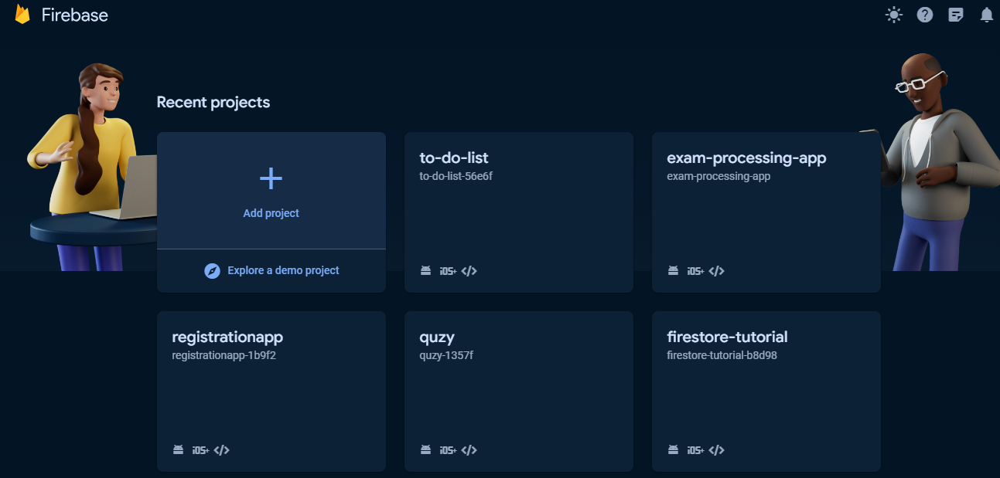 Firebase
Recent projects
Add project
Explore a demo project
to-do-list
to-do-list-56e6f
iOS+
exam-processing-app
exam-processing-app
iOS+
registrationapp
registrationapp-1b9f2
iOS+
quzy
quzy-1357f
iOS+
firestore-tutorial
firestore-tutorial-b8d98
iOS+